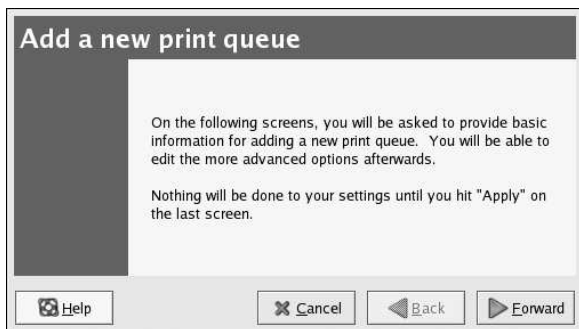 Add a new print queue
On the following screens, you will be asked to provide basic
information for adding a new print queue. You will be able to
edit the more advanced options afterwards.
Nothing will be done to your settings until you hit "Apply" on
the last screen.
Help
Cancel
Back
Forward